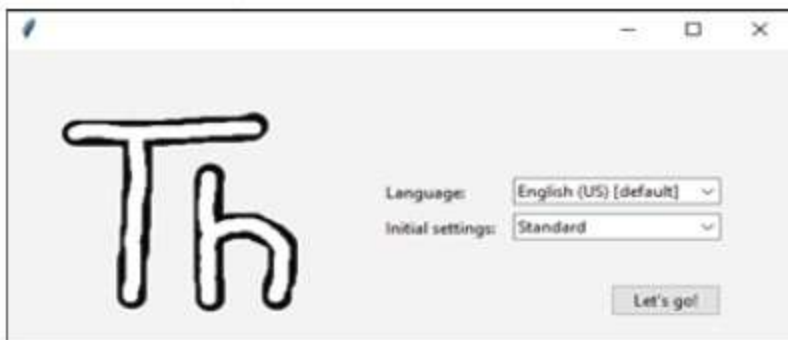 Th
Language: English (US) [default]
Initial settings: Standard
Let's go!